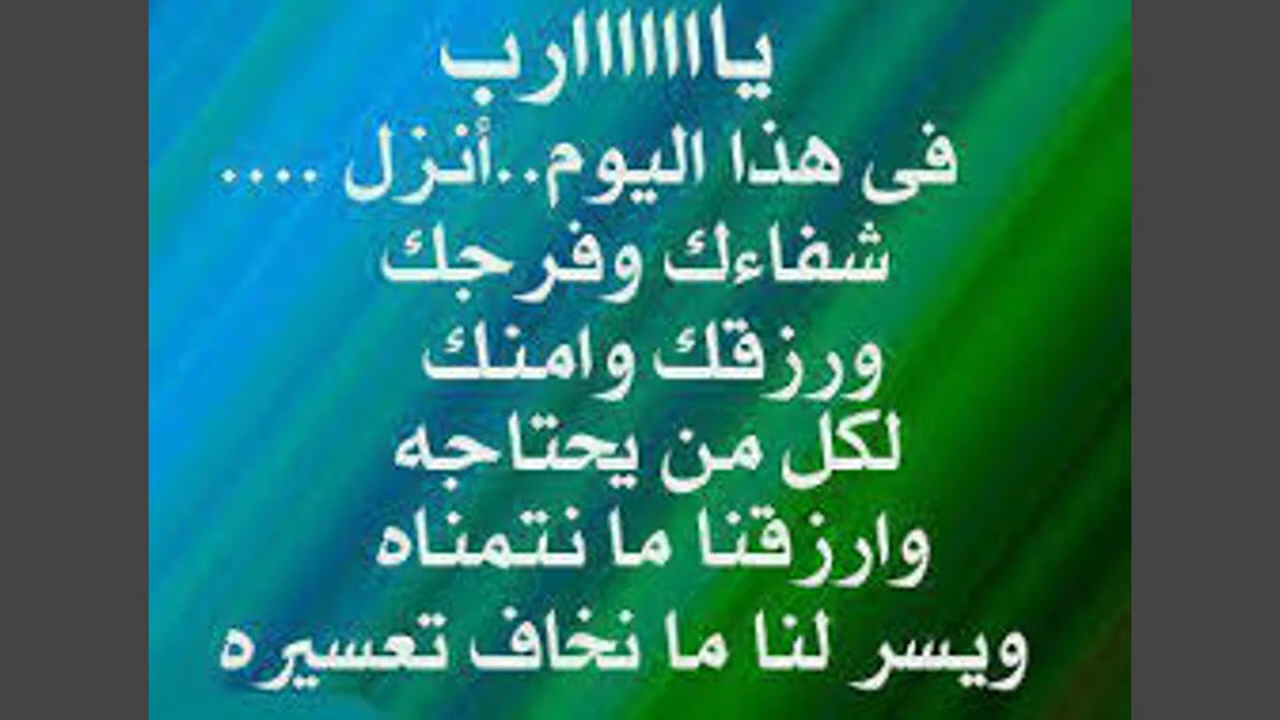 يااااااارب
فى هذا اليوم..أنزل ....
شفاءك وفرجك
ورزقك وامنك
لكل من يحتاجه
وارزقنا ما نتمناه
ويسر لنا ما نخاف تعسيره